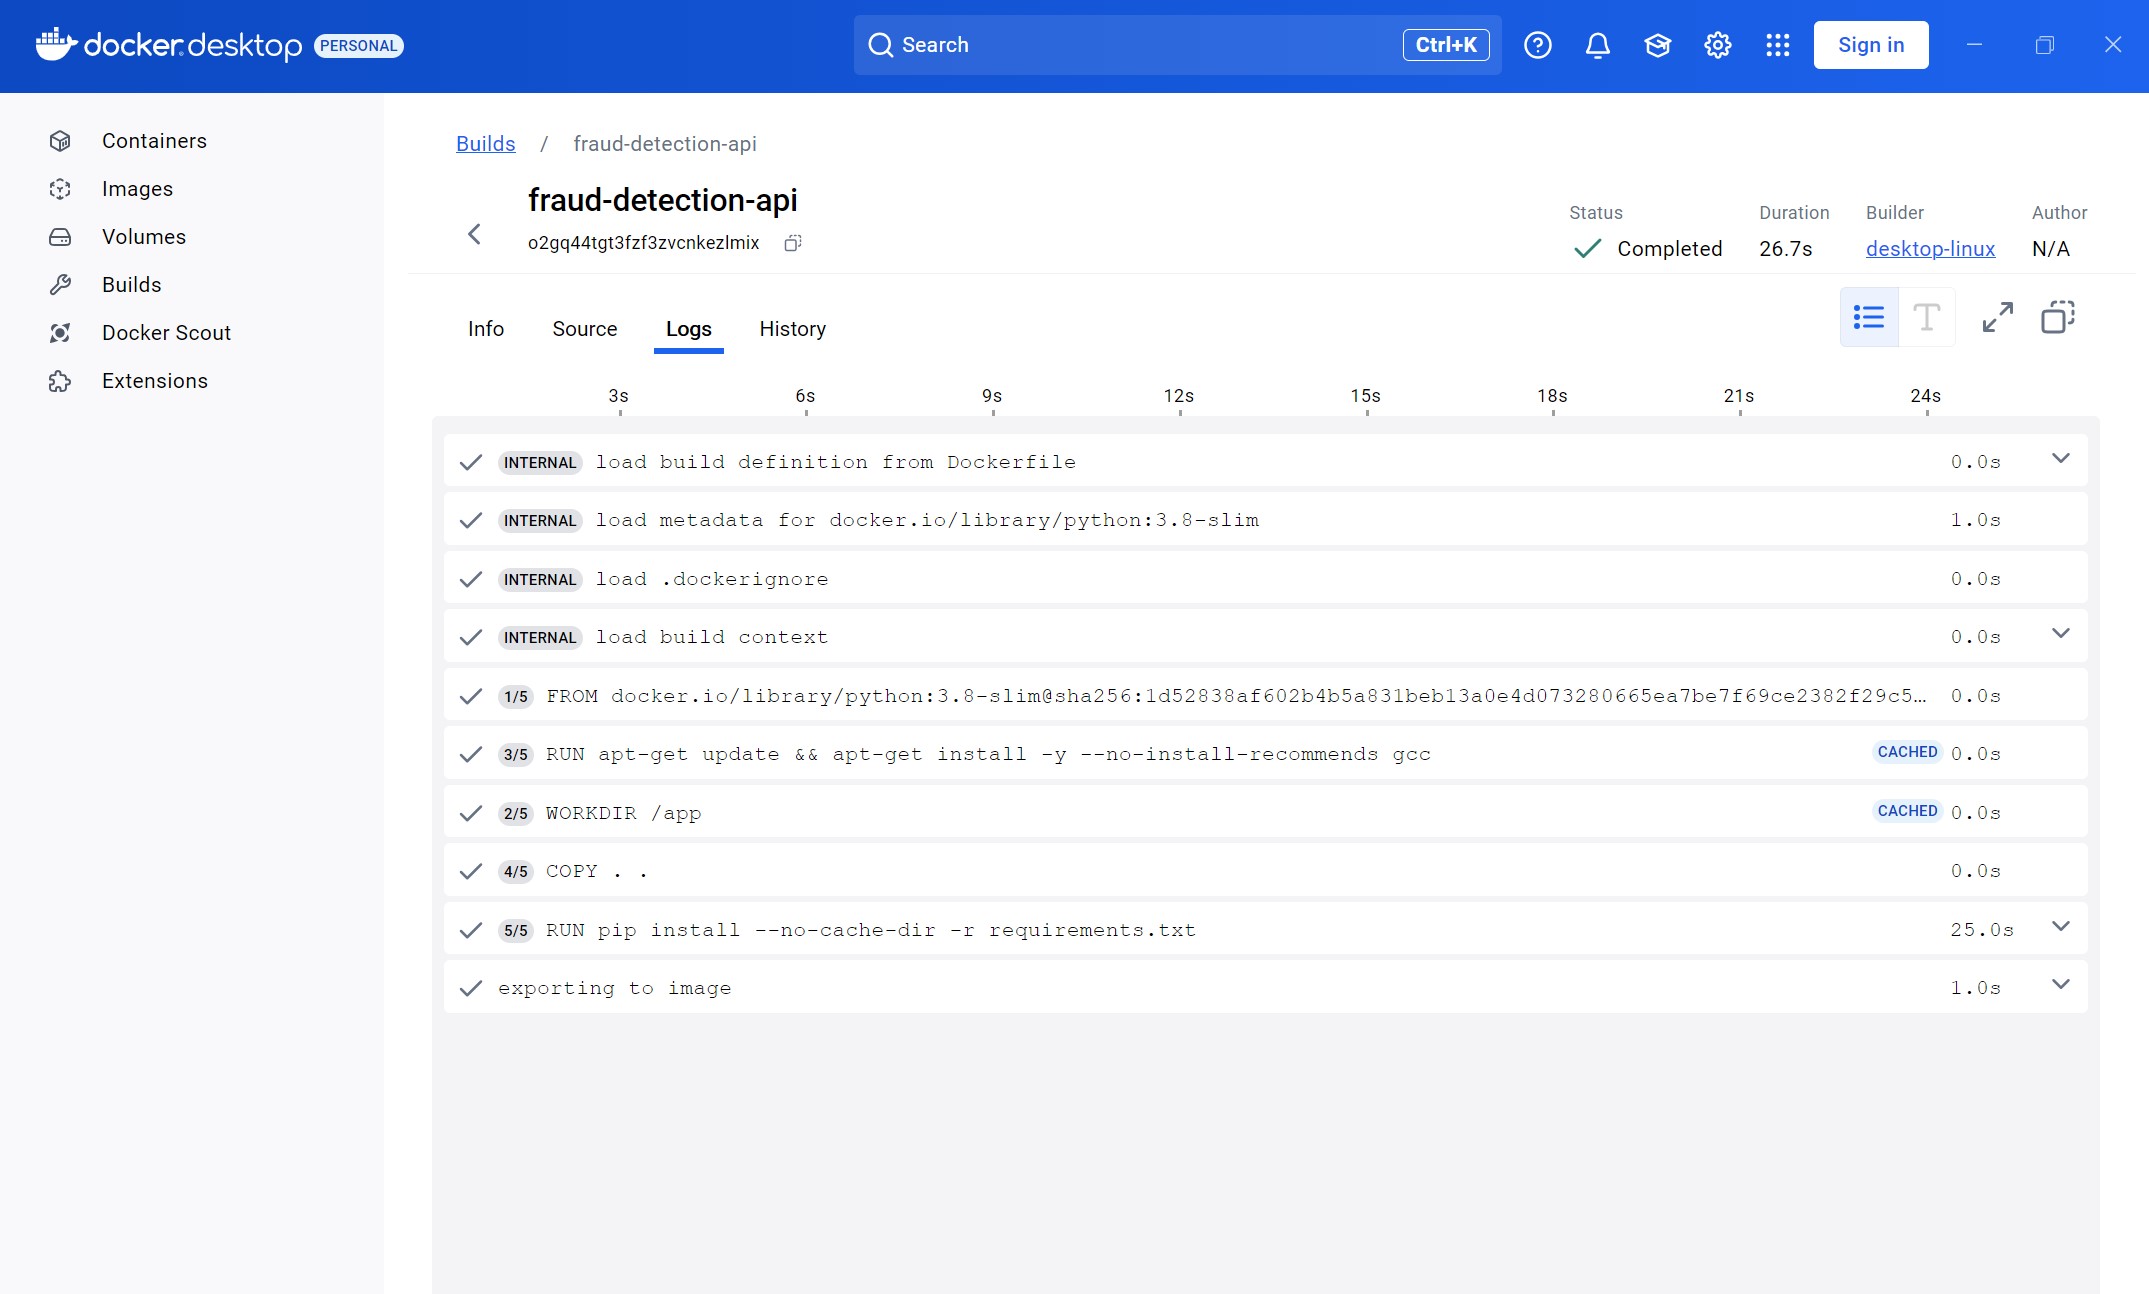 docker.desktop PERSONAL
Search Ctrl+K
Sign in
Containers
Images
Volumes
Builds
Docker Scout
Extensions
Builds / fraud-detection-api
fraud-detection-api
o2gq44tgt3fzf3zvcnkezlmix
Status Duration Builder Author
Completed 26.7s desktop-linux N/A
Info Source Logs History
3s 6s 9s 12s 15s 18s 21s 24s
INTERNAL load build definition from Dockerfile 0.0s
INTERNAL load metadata for docker.io/library/python:3.8-slim 1.0s
INTERNAL load .dockerignore 0.0s
INTERNAL load build context 0.0s
1/5 FROM docker.io/library/python:3.8-slim@sha256:1d52838af602b4b5a831beb13a0e4d073280665ea7be7f69ce2382f29c5… 0.0s
3/5 RUN apt-get update && apt-get install -y --no-install-recommends gcc CACHED 0.0s
2/5 WORKDIR /app CACHED 0.0s
4/5 COPY . . 0.0s
5/5 RUN pip install --no-cache-dir -r requirements.txt 25.0s
exporting to image 1.0s